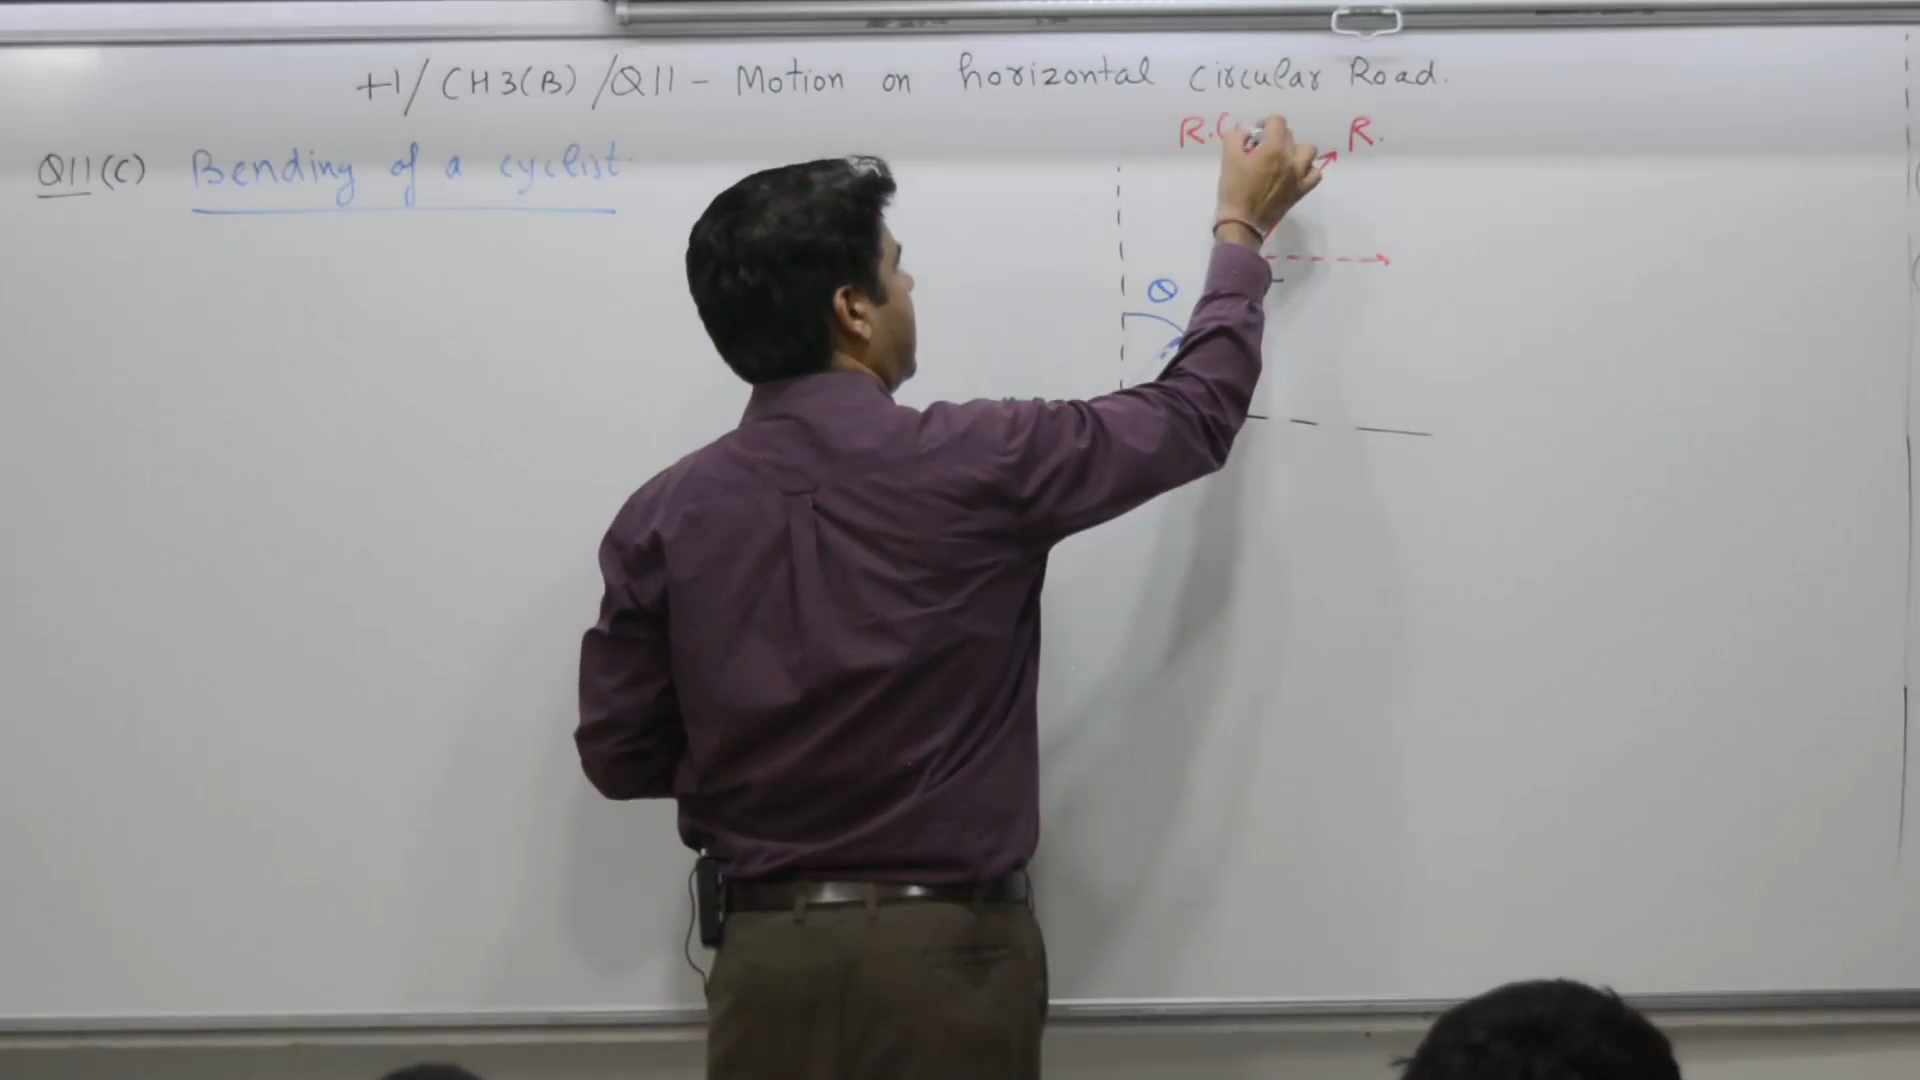 +1/CH3(B)/Q11 - Motion on horizontal Circular Road.
Q11(C) Bending of a cyclist.
R.C
R.
θ